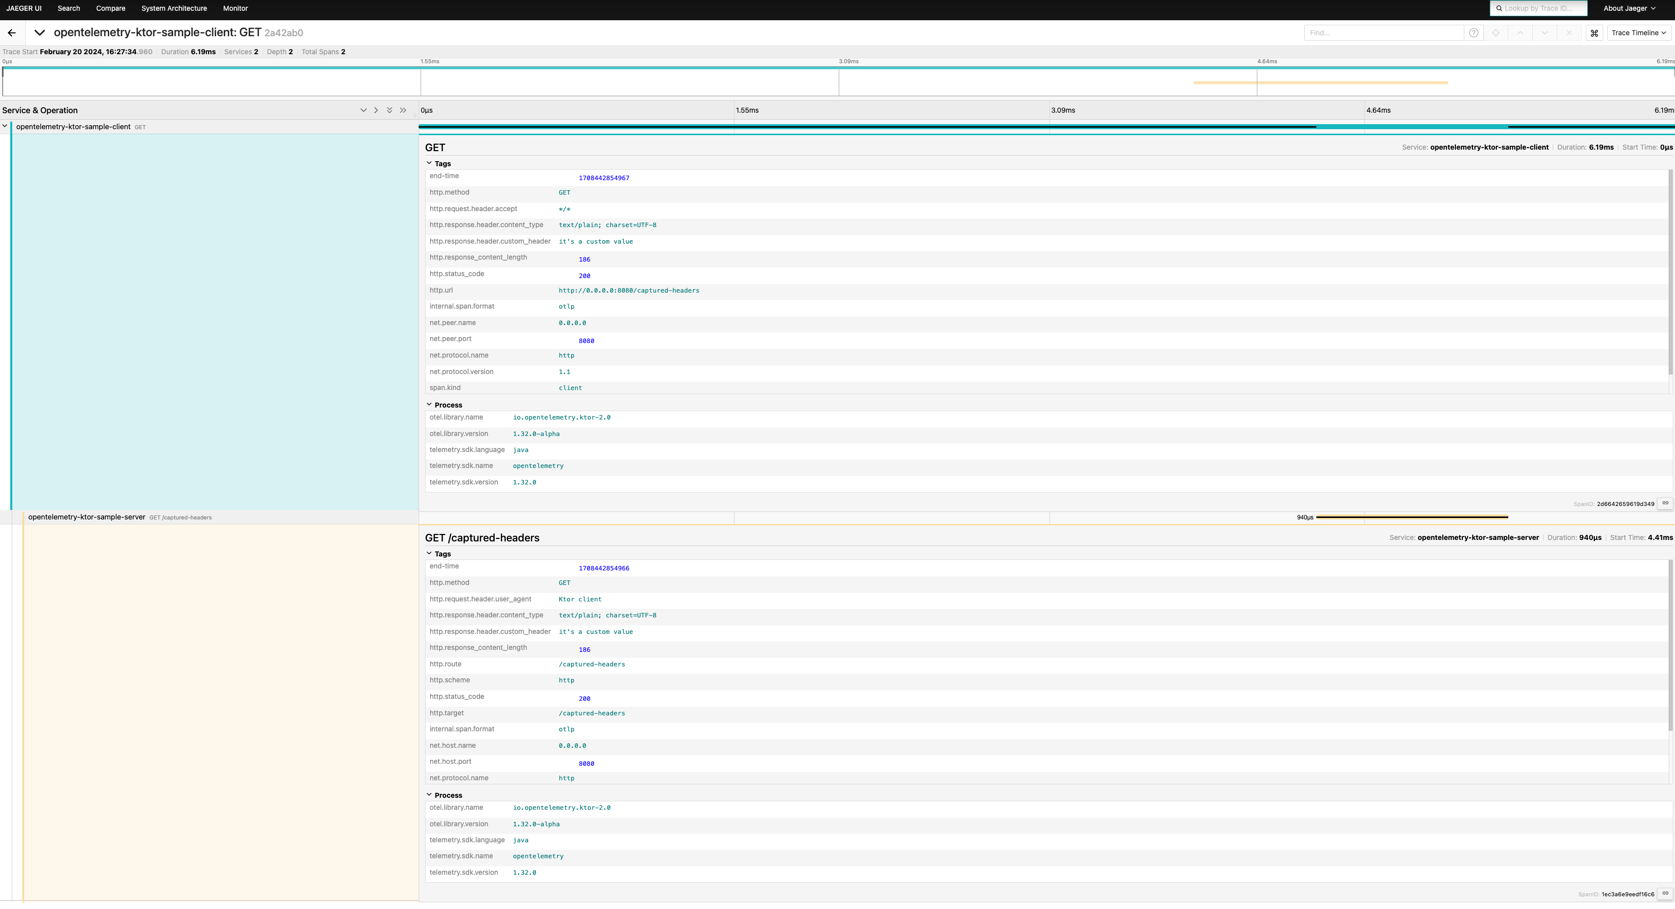 JAEGER UI Search Compare System Architecture Monitor Lookup by Trace ID... About Jaeger
opentelemetry-ktor-sample-client: GET 2a42ab0 Find... Trace Timeline
Trace Start February 20 2024, 16:27:34.960 Duration 6.19ms Services 2 Depth 2 Total Spans 2
0μs 1.55ms 3.09ms 4.64ms 6.19ms
Service & Operation 0μs 1.55ms 3.09ms 4.64ms 6.19m
opentelemetry-ktor-sample-client GET
GET Service: opentelemetry-ktor-sample-client Duration: 6.19ms Start Time: 0μs
Tags
end-time 1708442854967
http.method GET
http.request.header.accept */*
http.response.header.content_type text/plain; charset=UTF-8
http.response.header.custom_header it's a custom value
http.response_content_length 186
http.status_code 200
http.url http://0.0.0.0:8080/captured-headers
internal.span.format otlp
net.peer.name 0.0.0.0
net.peer.port 8080
net.protocol.name http
net.protocol.version 1.1
span.kind client
Process
otel.library.name io.opentelemetry.ktor-2.0
otel.library.version 1.32.0-alpha
telemetry.sdk.language java
telemetry.sdk.name opentelemetry
telemetry.sdk.version 1.32.0
SpanID: 2d6642659619d349
opentelemetry-ktor-sample-server GET /captured-headers 940μs
GET /captured-headers Service: opentelemetry-ktor-sample-server Duration: 940μs Start Time: 4.41ms
Tags
end-time 1708442854966
http.method GET
http.request.header.user_agent Ktor client
http.response.header.content_type text/plain; charset=UTF-8
http.response.header.custom_header it's a custom value
http.response_content_length 186
http.route /captured-headers
http.scheme http
http.status_code 200
http.target /captured-headers
internal.span.format otlp
net.host.name 0.0.0.0
net.host.port 8080
net.protocol.name http
Process
otel.library.name io.opentelemetry.ktor-2.0
otel.library.version 1.32.0-alpha
telemetry.sdk.language java
telemetry.sdk.name opentelemetry
telemetry.sdk.version 1.32.0
SpanID: 1ec3a6e9eedf16c6